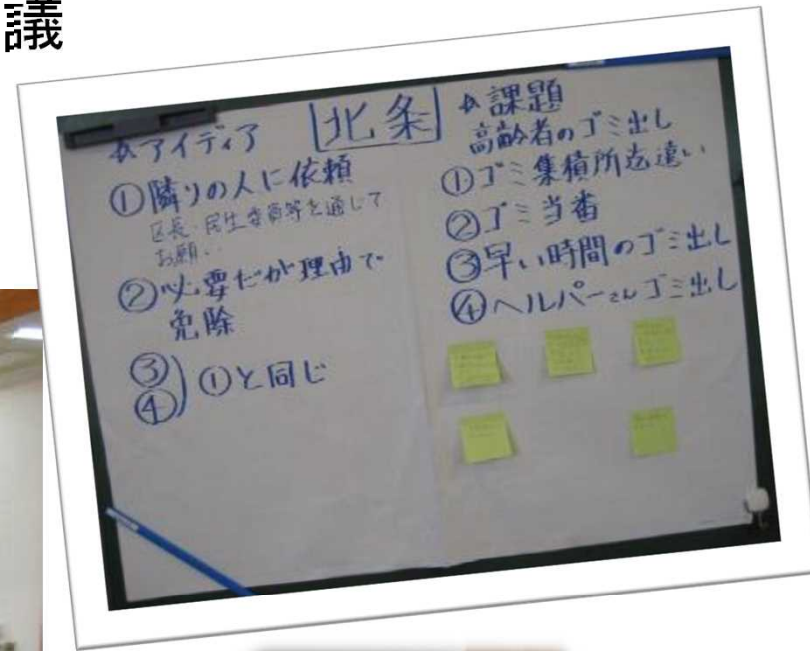 議
北条
☆アイディア
①隣りの人に依頼
区長・民生委員等を通して
お願い
②必要だが理由で
免除
③
④ ①と同じ
☆課題
高齢者のゴミ出し
①ゴミ集積所迄遠い
②ゴミ当番
③早い時間のゴミ出し
④ヘルパーさんゴミ出し